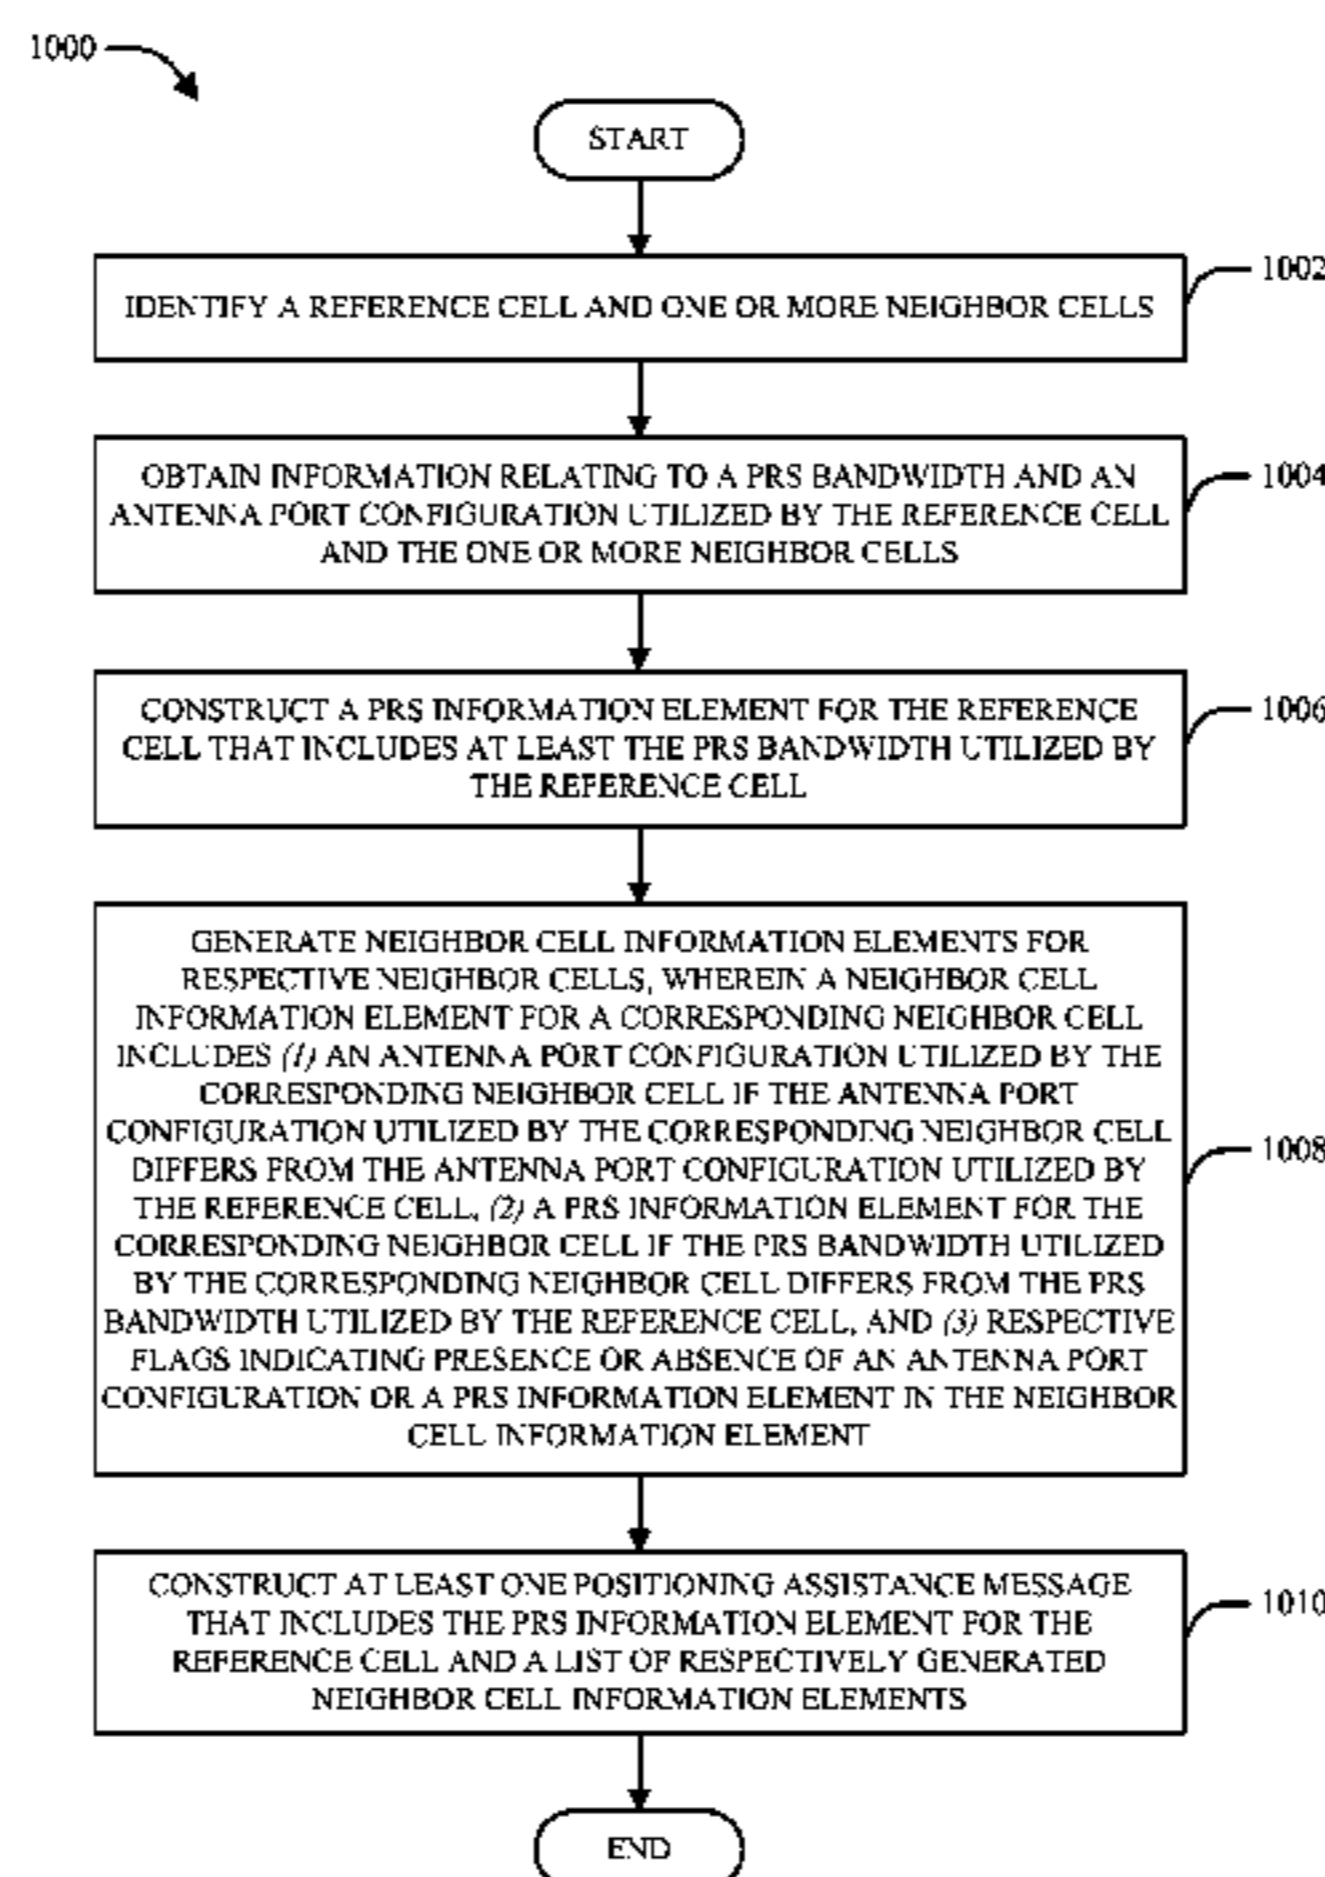 1000
START
IDENTIFY A REFERENCE CELL AND ONE OR MORE NEIGHBOR CELLS
1002
OBTAIN INFORMATION RELATING TO A PRS BANDWIDTH AND AN
ANTENNA PORT CONFIGURATION UTILIZED BY THE REFERENCE CELL
AND THE ONE OR MORE NEIGHBOR CELLS
1004
CONSTRUCT A PRS INFORMATION ELEMENT FOR THE REFERENCE
CELL THAT INCLUDES AT LEAST THE PRS BANDWIDTH UTILIZED BY
THE REFERENCE CELL
1006
GENERATE NEIGHBOR CELL INFORMATION ELEMENTS FOR
RESPECTIVE NEIGHBOR CELLS, WHEREIN A NEIGHBOR CELL
INFORMATION ELEMENT FOR A CORRESPONDING NEIGHBOR CELL
INCLUDES (1) AN ANTENNA PORT CONFIGURATION UTILIZED BY THE
CORRESPONDING NEIGHBOR CELL IF THE ANTENNA PORT
CONFIGURATION UTILIZED BY THE CORRESPONDING NEIGHBOR CELL
DIFFERS FROM THE ANTENNA PORT CONFIGURATION UTILIZED BY
THE REFERENCE CELL, (2) A PRS INFORMATION ELEMENT FOR THE
CORRESPONDING NEIGHBOR CELL IF THE PRS BANDWIDTH UTILIZED
BY THE CORRESPONDING NEIGHBOR CELL DIFFERS FROM THE PRS
BANDWIDTH UTILIZED BY THE REFERENCE CELL, AND (3) RESPECTIVE
FLAGS INDICATING PRESENCE OR ABSENCE OF AN ANTENNA PORT
CONFIGURATION OR A PRS INFORMATION ELEMENT IN THE NEIGHBOR
CELL INFORMATION ELEMENT
1008
CONSTRUCT AT LEAST ONE POSITIONING ASSISTANCE MESSAGE
THAT INCLUDES THE PRS INFORMATION ELEMENT FOR THE
REFERENCE CELL AND A LIST OF RESPECTIVELY GENERATED
NEIGHBOR CELL INFORMATION ELEMENTS
1010
END